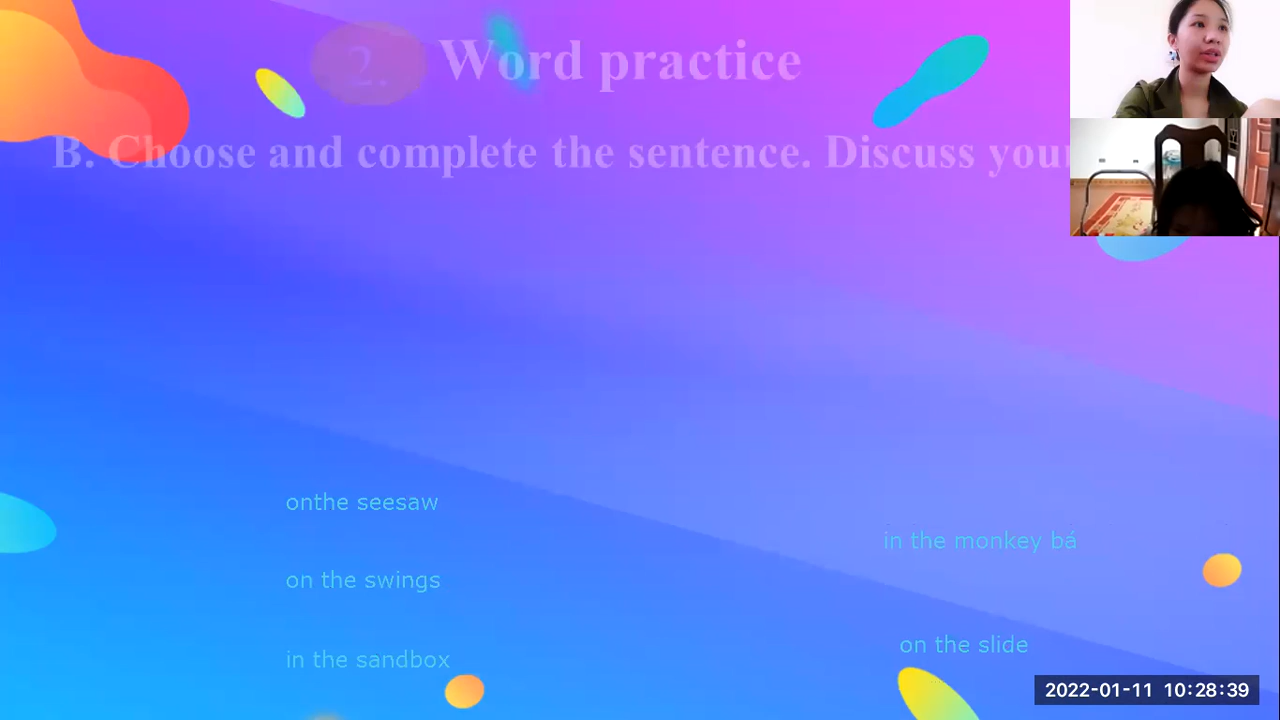 2. Word practice
B. Choose and complete the sentence. Discuss your
onthe seesaw
in the monkey bá
on the swings
on the slide
in the sandbox
2022-01-11 10:28:39